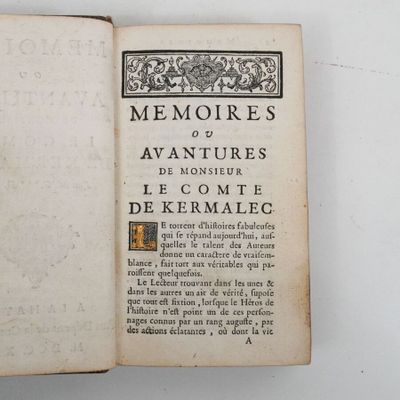 MEMOIRES
OU
AVANTURES
DE MONSIEUR
LE COMTE
DE KERMALEC.
LE torrent d'histoires fabuleuses
qui se répand aujourd'hui, aus-
quelles le talent des Auteurs
donne un caractere de vraisem-
blance, fait tort aux véritables qui pa-
roissent quelquefois.
Le Lecteur trouvant dans les unes &
dans les autres un air de vérité, supose
que tout est fixtion, lorsque le Héros de
l'histoire n'est point un de ces person-
nages connus par un rang auguste, par
des actions éclatantes, où dont la vie
A